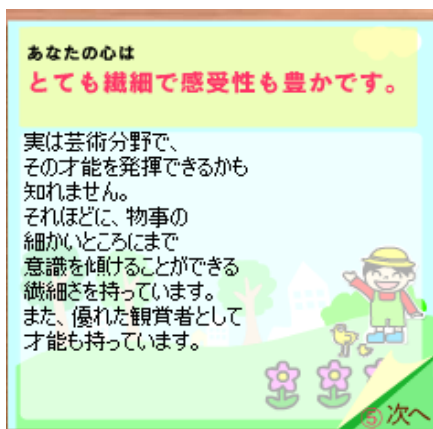 あなたの心は
とても繊細で感受性も豊かです。
実は芸術分野で、
その才能を発揮できるかも
知れません。
それほどに、物事の
細かいところにまで
意識を傾けることができる
繊細さを持っています。
また、優れた観賞者として
才能も持っています。
⑤次へ